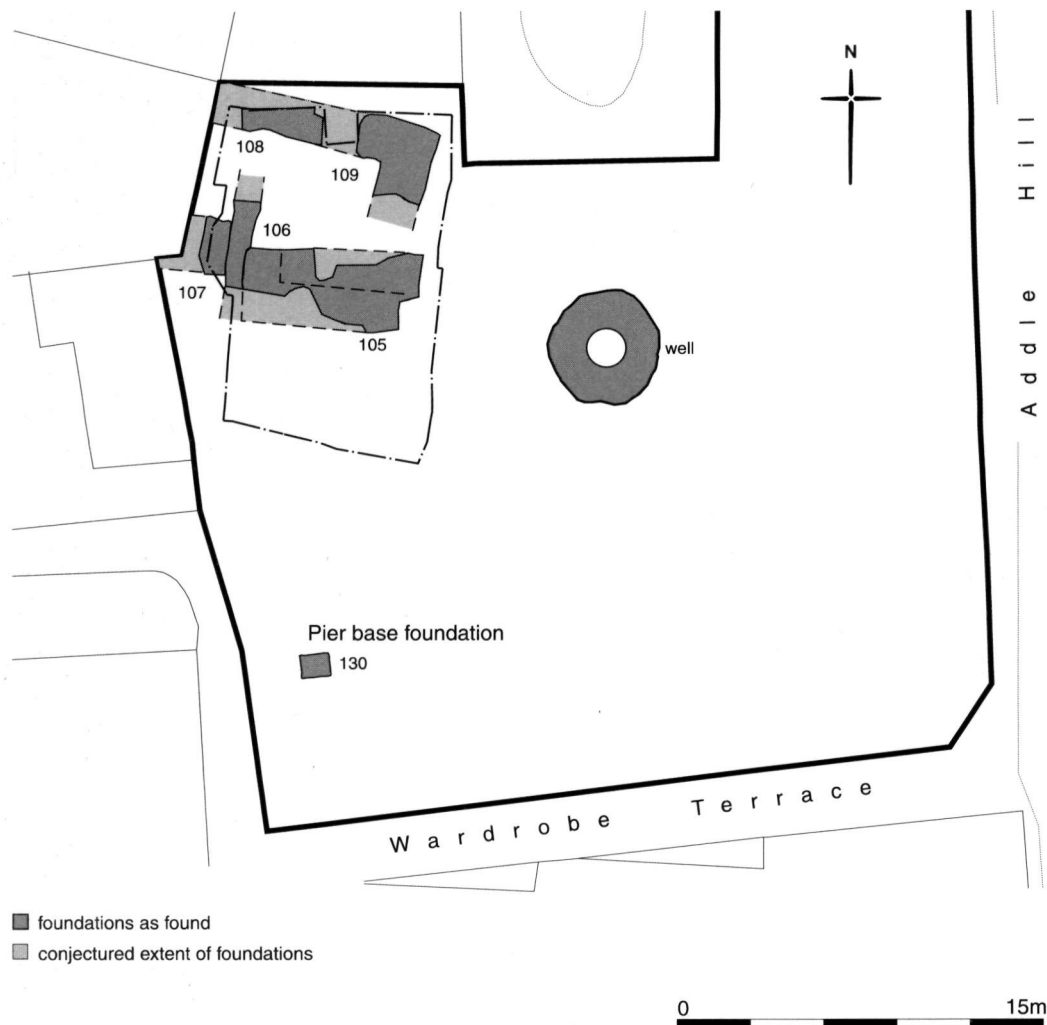 N
Addle Hill
108
109
106
107
105
well
Pier base foundation
130
Wardrobe Terrace
foundations as found
conjectured extent of foundations
0 15m